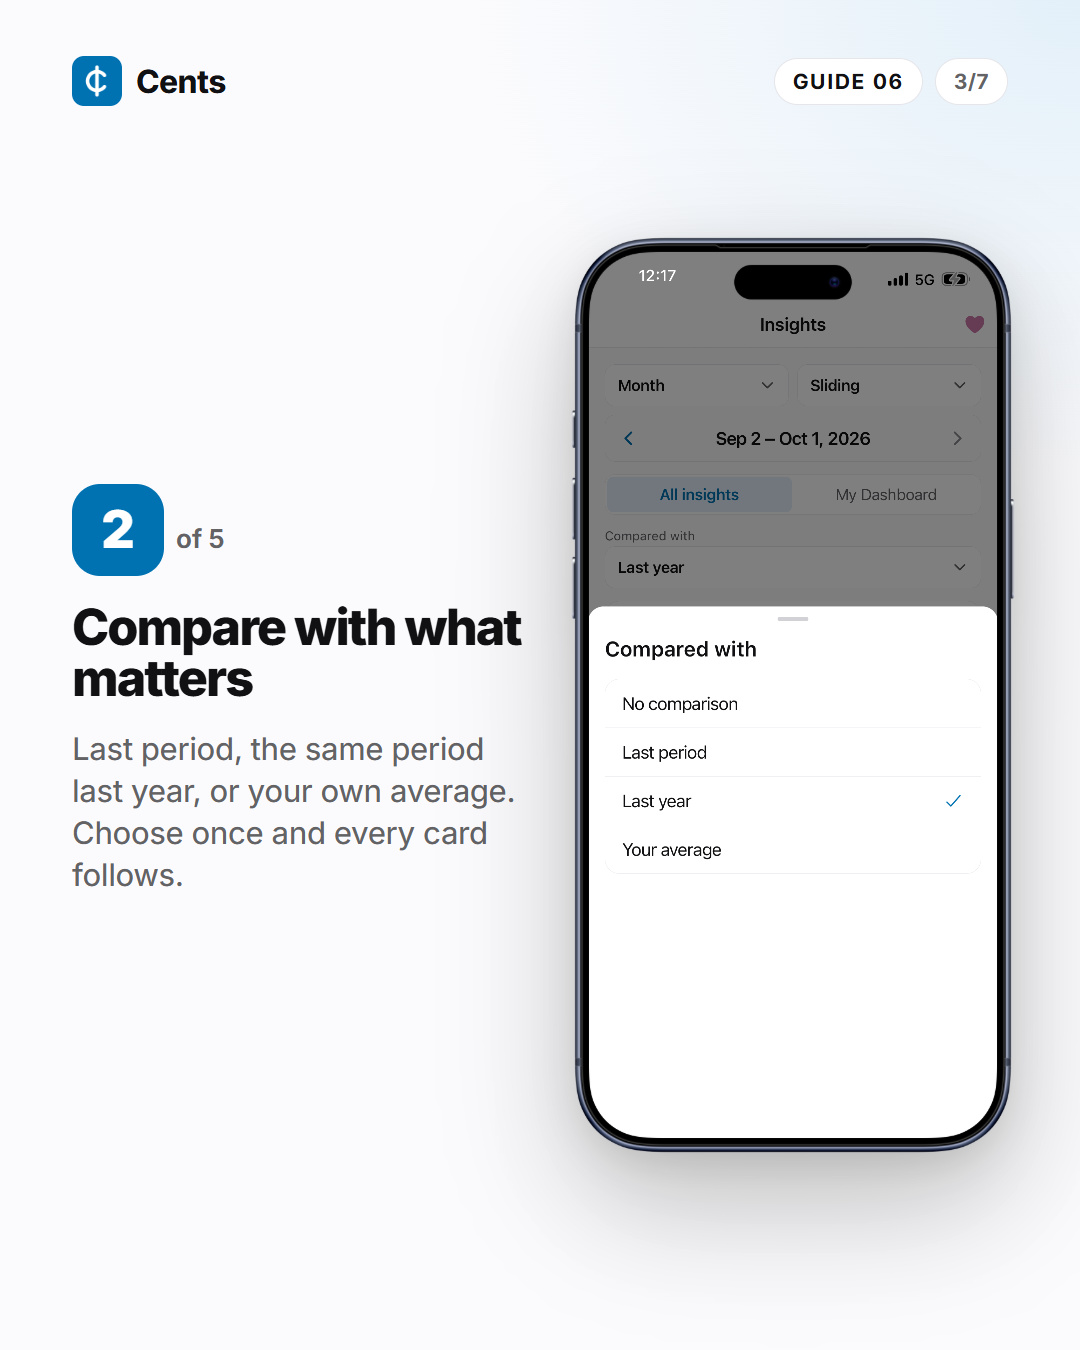 Cents
GUIDE 06
3/7
2 of 5
Compare with what
matters
Last period, the same period
last year, or your own average.
Choose once and every card
follows.
12:17
5G
Insights
Month
Sliding
Sep 2 – Oct 1, 2026
All insights
My Dashboard
Compared with
Last year
Compared with
No comparison
Last period
Last year
Your average